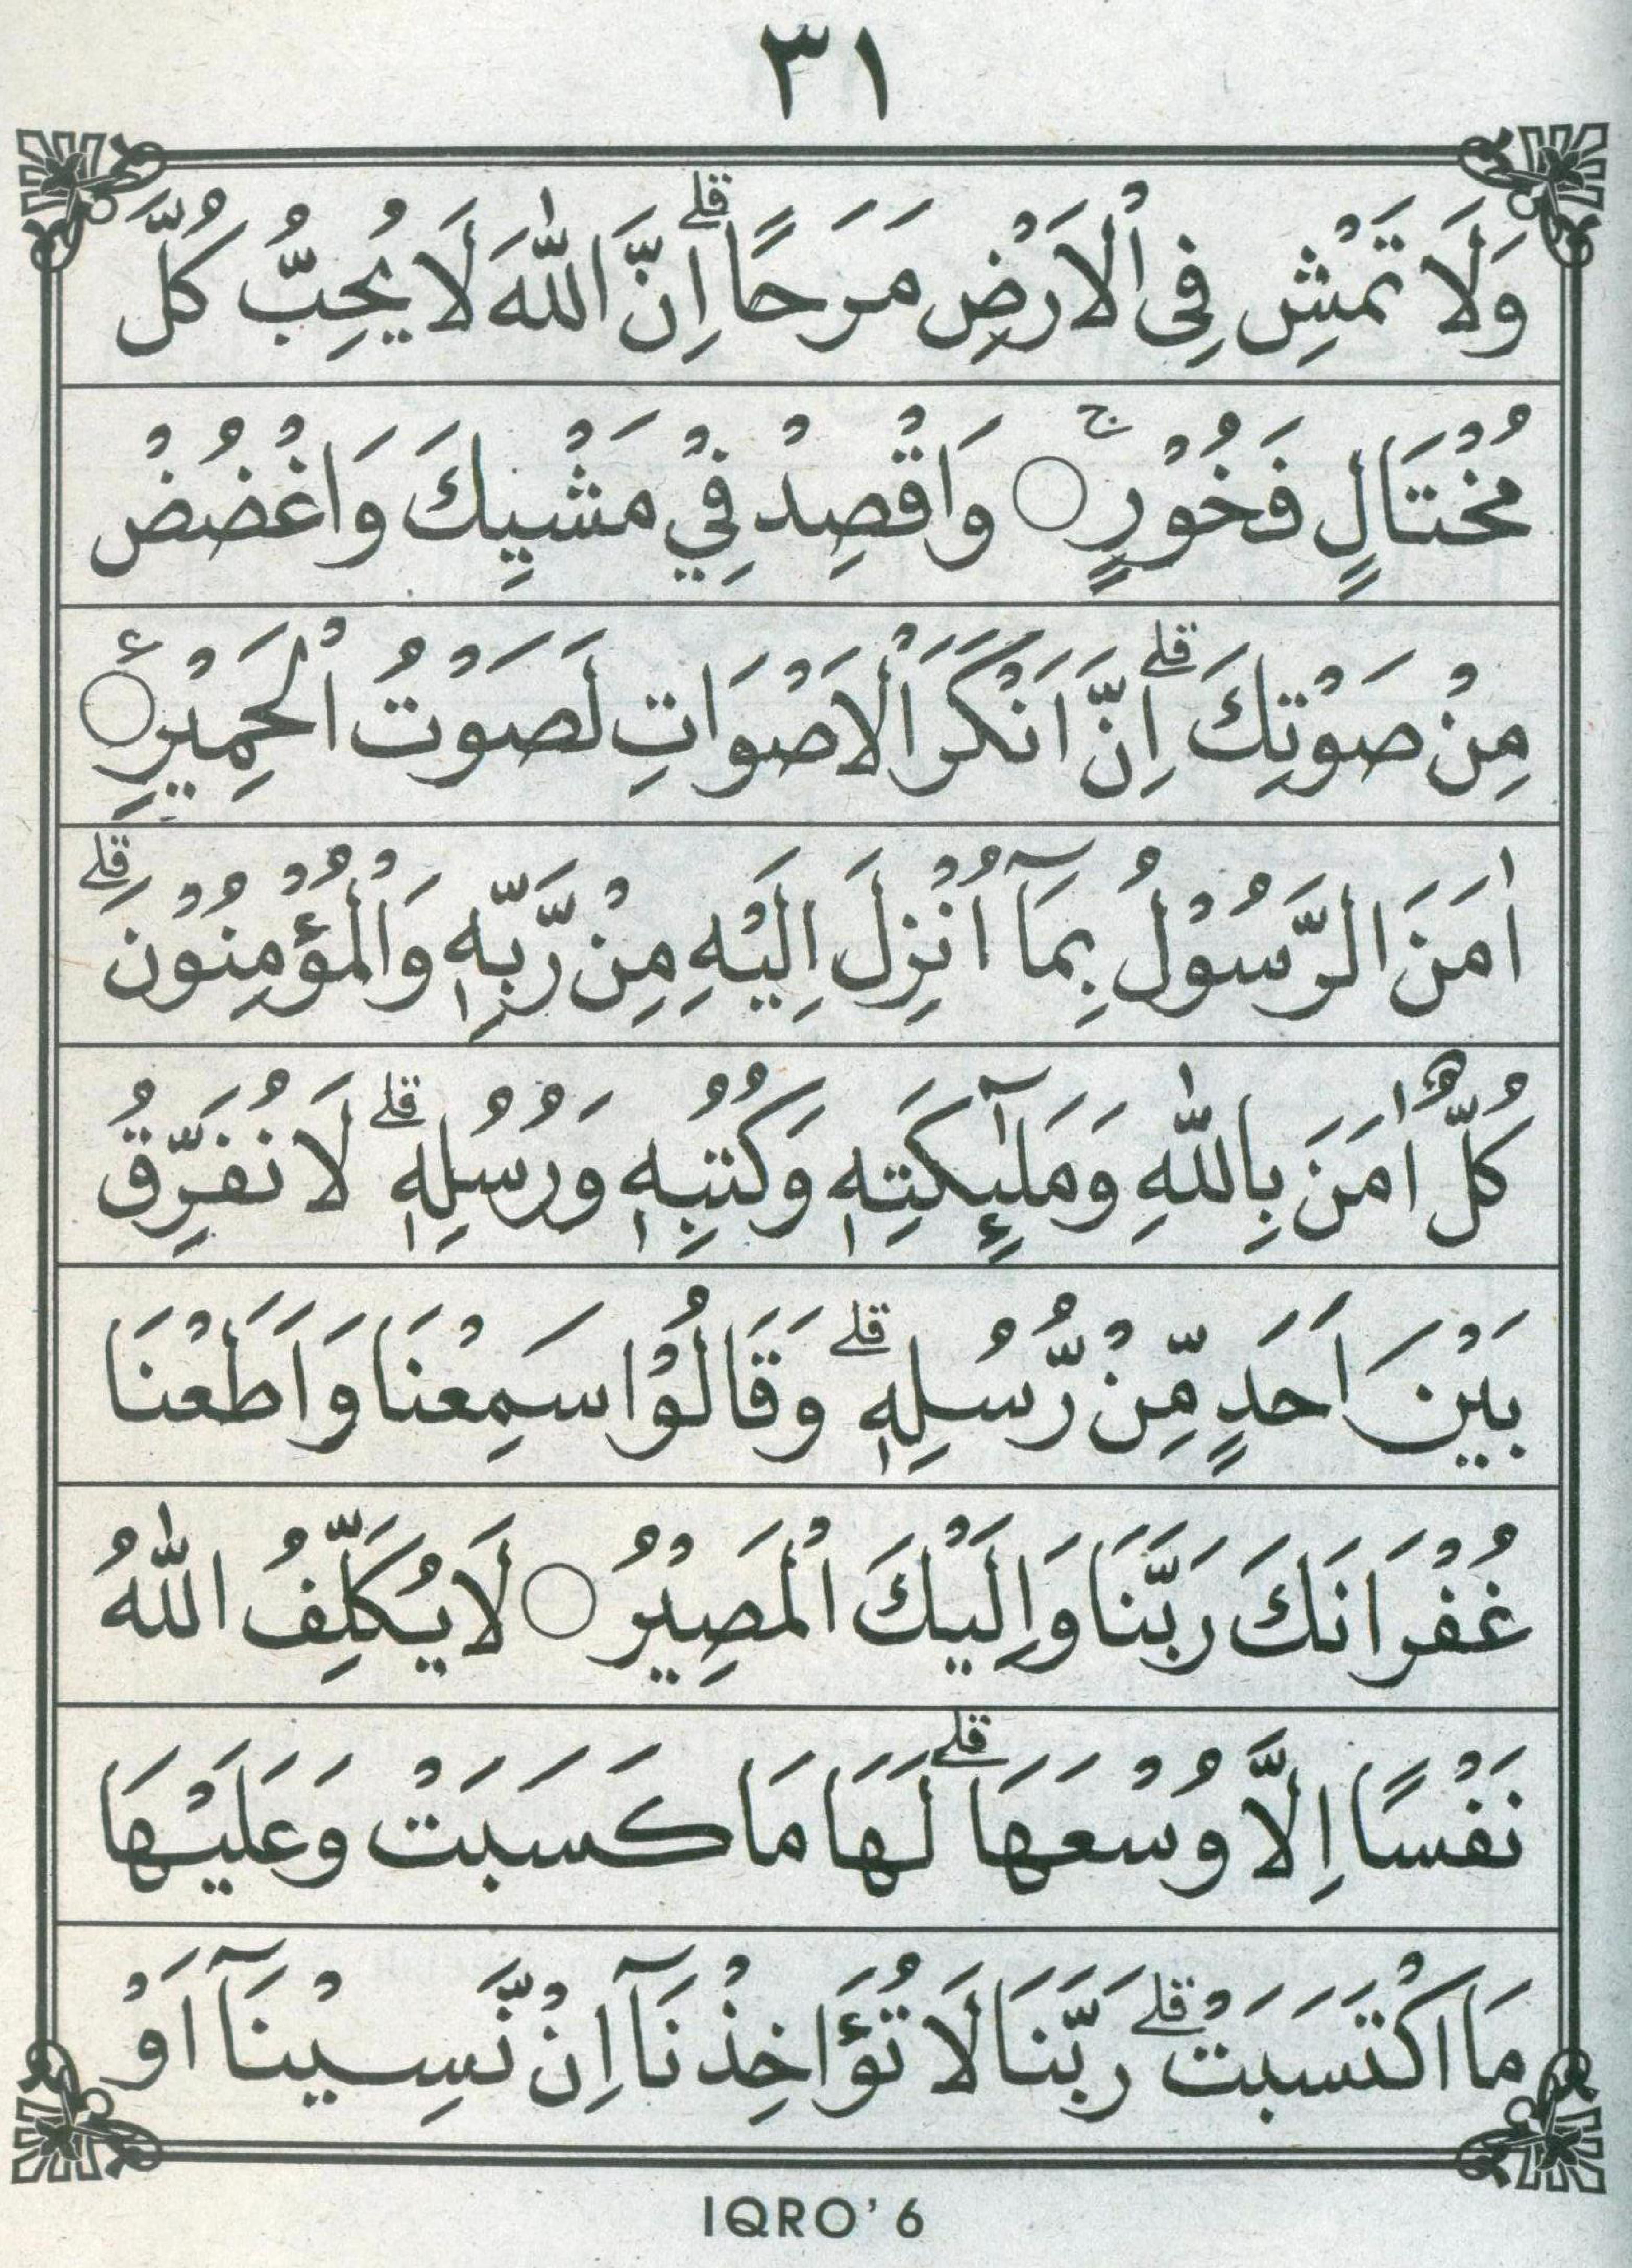 ٣١
وَلَا تَمْشِ فِى الْاَرْضِ مَرَحًا ۗاِنَّ اللّٰهَ لَا يُحِبُّ كُلَّ
مُخْتَالٍ فَخُوْرٍ ۚ○ وَاقْصِدْ فِيْ مَشْيِكَ وَاغْضُضْ
مِنْ صَوْتِكَ ۗاِنَّ اَنْكَرَ الْاَصْوَاتِ لَصَوْتُ الْحَمِيْرِ ࣖ○
اٰمَنَ الرَّسُوْلُ بِمَآ اُنْزِلَ اِلَيْهِ مِنْ رَّبِّهٖ وَالْمُؤْمِنُوْنَ ۗ
كُلٌّ اٰمَنَ بِاللّٰهِ وَمَلٰۤىِٕكَتِهٖ وَكُتُبِهٖ وَرُسُلِهٖ ۗ لَا نُفَرِّقُ
بَيْنَ اَحَدٍ مِّنْ رُّسُلِهٖ ۗ وَقَالُوْا سَمِعْنَا وَاَطَعْنَا
غُفْرَانَكَ رَبَّنَا وَاِلَيْكَ الْمَصِيْرُ ○ لَا يُكَلِّفُ اللّٰهُ
نَفْسًا اِلَّا وُسْعَهَا ۗ لَهَا مَا كَسَبَتْ وَعَلَيْهَا
مَا اكْتَسَبَتْ ۗ رَبَّنَا لَا تُؤَاخِذْنَآ اِنْ نَّسِيْنَآ اَوْ
IQRO' 6